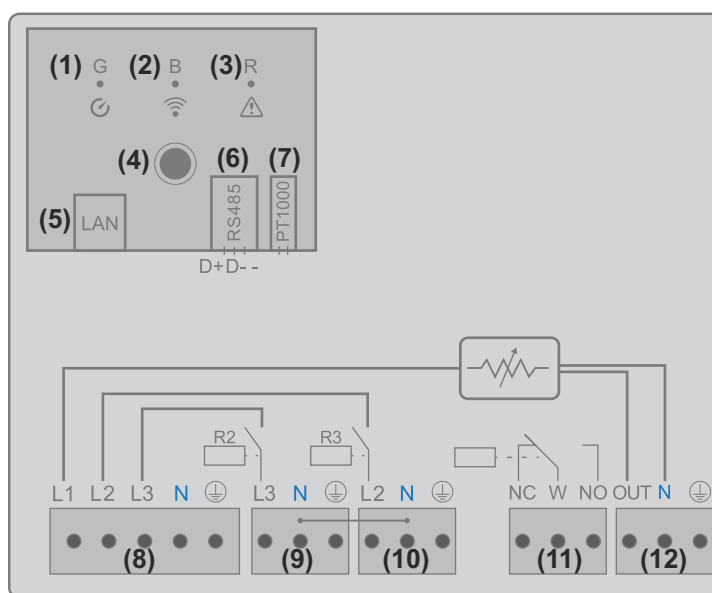 (1) G (2) B (3) R
(4) (6) (7)
(5) LAN RS485 PT1000
D+D- -
R2 R3
L1 L2 L3 N L3 N L2 N NC W NO OUT N
(8) (9) (10) (11) (12)